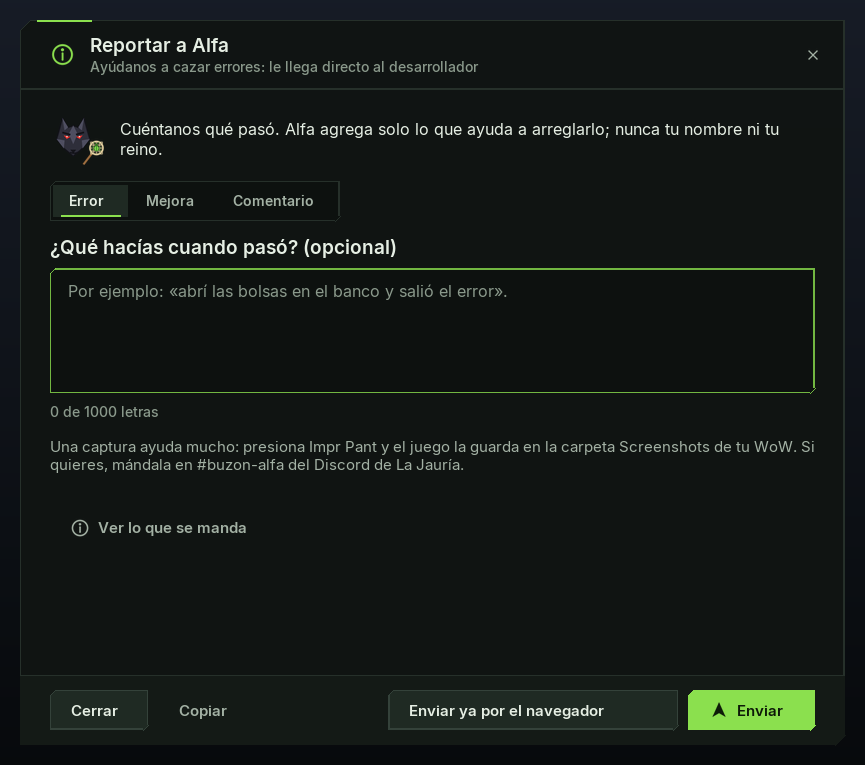 Reportar a Alfa
Ayúdanos a cazar errores: le llega directo al desarrollador
Cuéntanos qué pasó. Alfa agrega solo lo que ayuda a arreglarlo; nunca tu nombre ni tu
reino.
Error Mejora Comentario
¿Qué hacías cuando pasó? (opcional)
Por ejemplo: «abrí las bolsas en el banco y salió el error».
0 de 1000 letras
Una captura ayuda mucho: presiona Impr Pant y el juego la guarda en la carpeta Screenshots de tu WoW. Si
quieres, mándala en #buzon-alfa del Discord de La Jauría.
Ver lo que se manda
Cerrar Copiar Enviar ya por el navegador Enviar